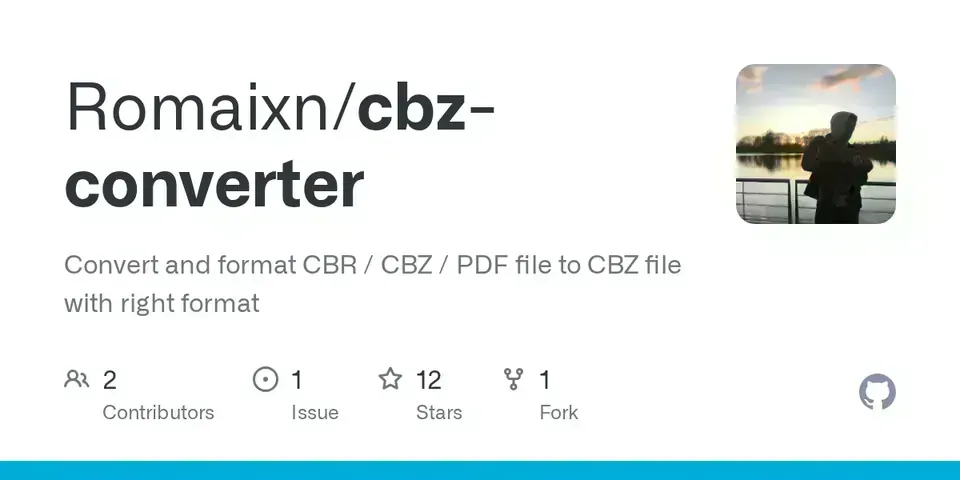 Romaixn/cbz-
converter
Convert and format CBR / CBZ / PDF file to CBZ file
with right format
2
Contributors
1
Issue
12
Stars
1
Fork